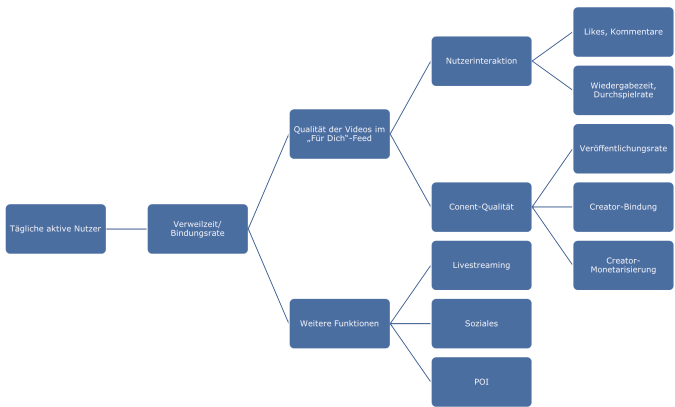 Tägliche aktive Nutzer
Verweilzeit/
Bindungsrate
Qualität der Videos im
„Für Dich“-Feed
Nutzerinteraktion
Likes, Kommentare
Wiedergabezeit,
Durchspielrate
Conent-Qualität
Veröffentlichungsrate
Creator-Bindung
Creator-
Monetarisierung
Weitere Funktionen
Livestreaming
Soziales
POI